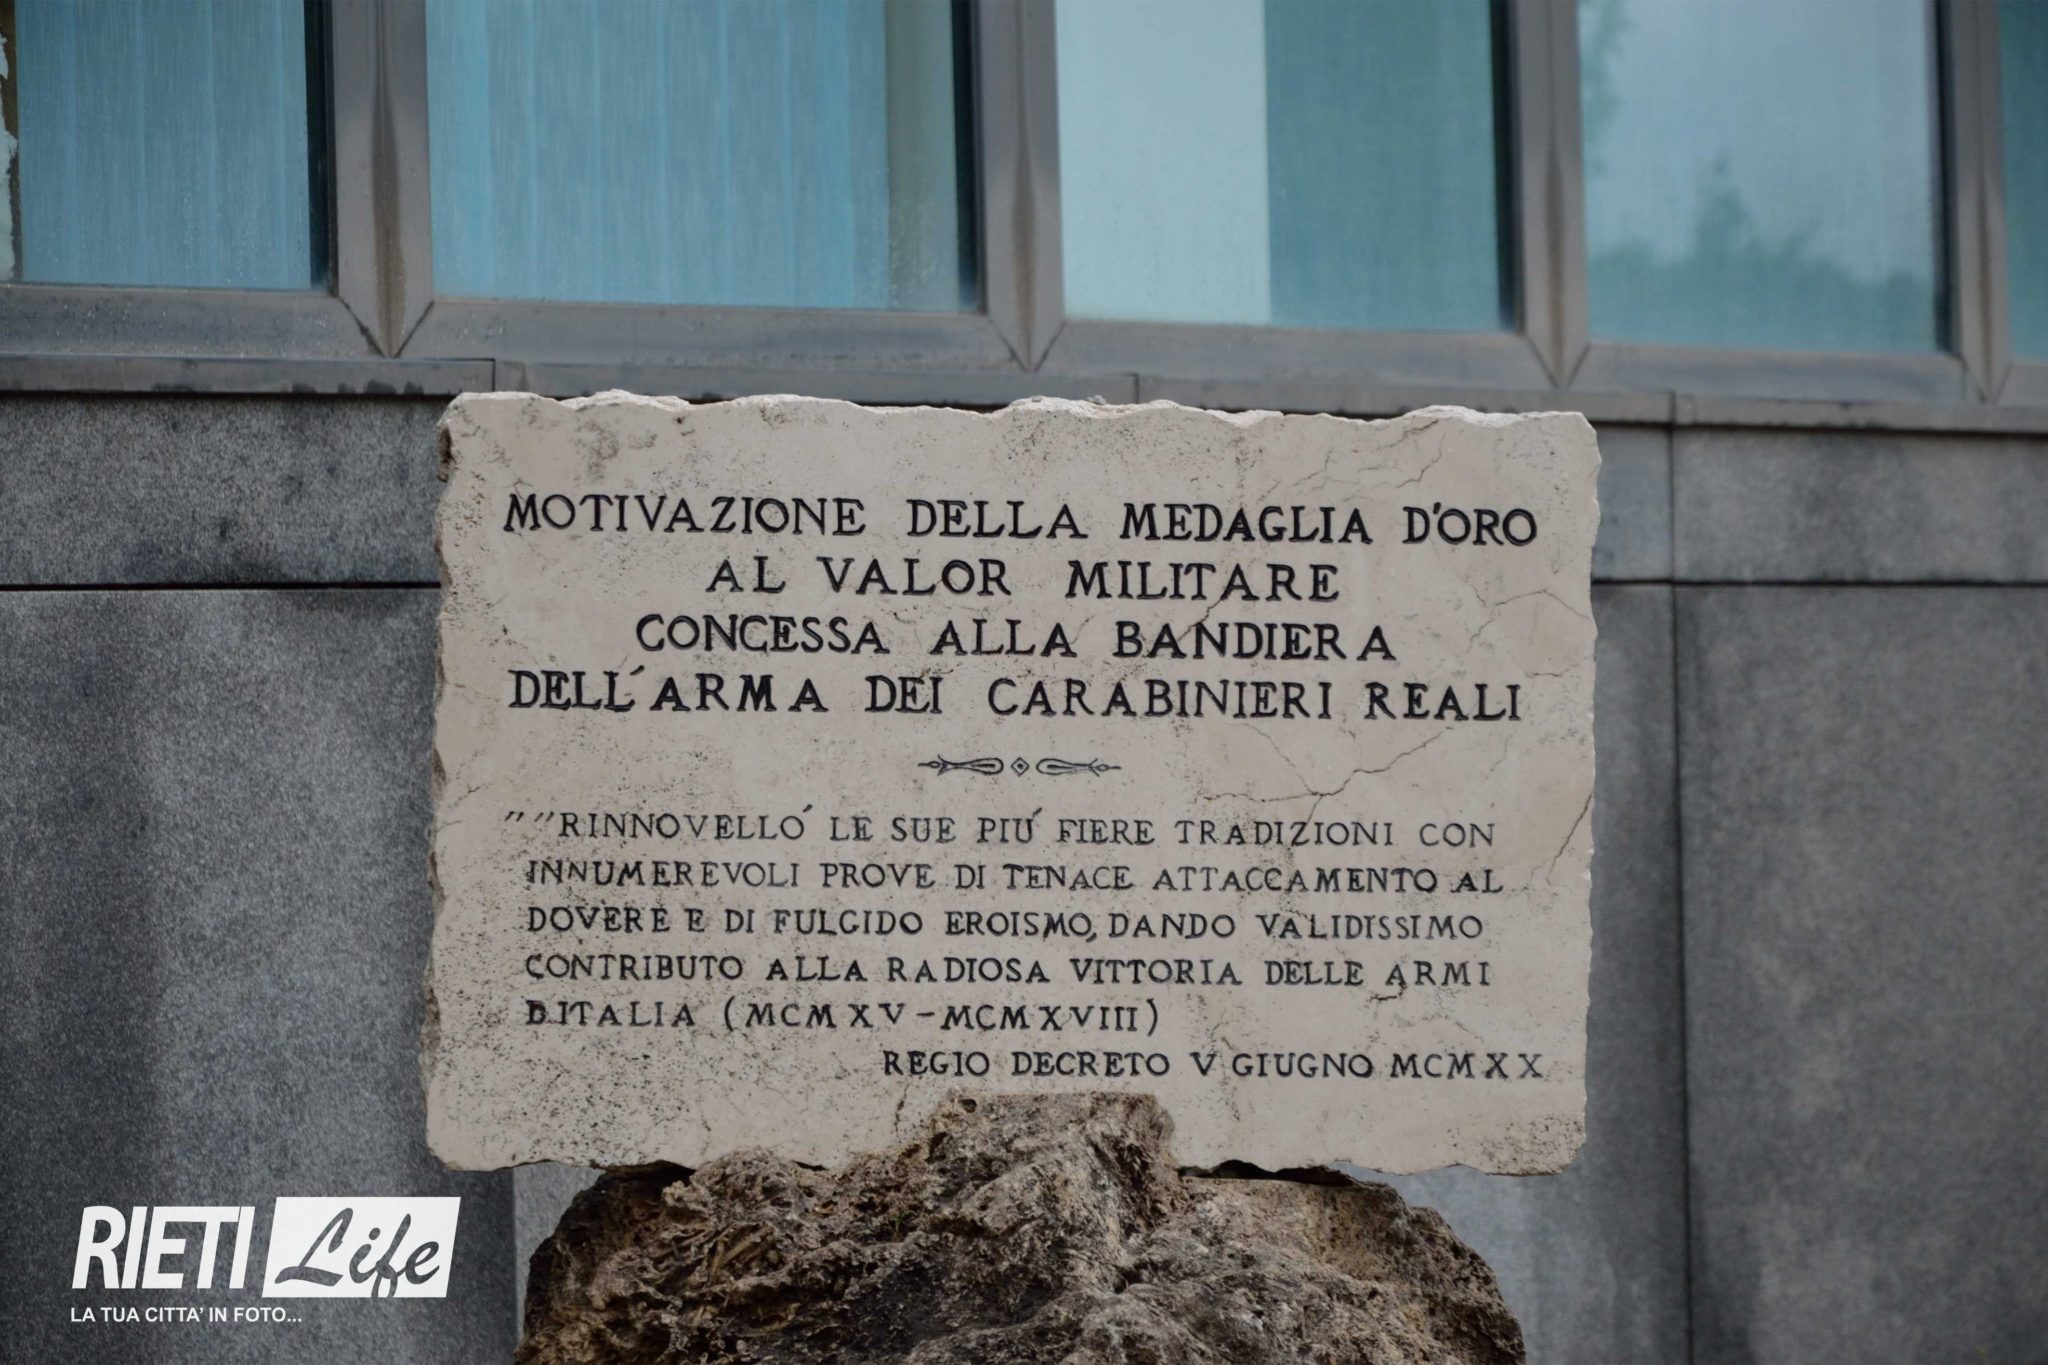 MOTIVAZIONE DELLA MEDAGLIA D'ORO
AL VALOR MILITARE
CONCESSA ALLA BANDIERA
DELL'ARMA DEI CARABINIERI REALI
""RINNOVELLO' LE SUE PIU' FIERE TRADIZIONI CON
INNUMEREVOLI PROVE DI TENACE ATTACCAMENTO AL
DOVERE E DI FULGIDO EROISMO, DANDO VALIDISSIMO
CONTRIBUTO ALLA RADIOSA VITTORIA DELLE ARMI
D'ITALIA (MCMXV-MCMXVIII)
REGIO DECRETO V GIUGNO MCMXX
RIETI Life
LA TUA CITTA' IN FOTO...